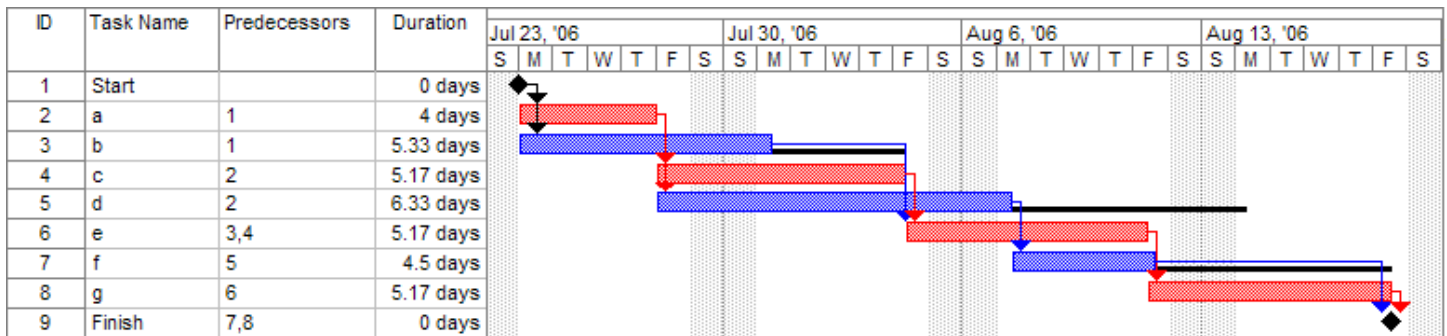 ID Task Name Predecessors Duration Jul 23, '06 Jul 30, '06 Aug 6, '06 Aug 13, '06
S M T W T F S S M T W T F S S M T W T F S S M T W T F S
1 Start 0 days
2 a 1 4 days
3 b 1 5.33 days
4 c 2 5.17 days
5 d 2 6.33 days
6 e 3,4 5.17 days
7 f 5 4.5 days
8 g 6 5.17 days
9 Finish 7,8 0 days